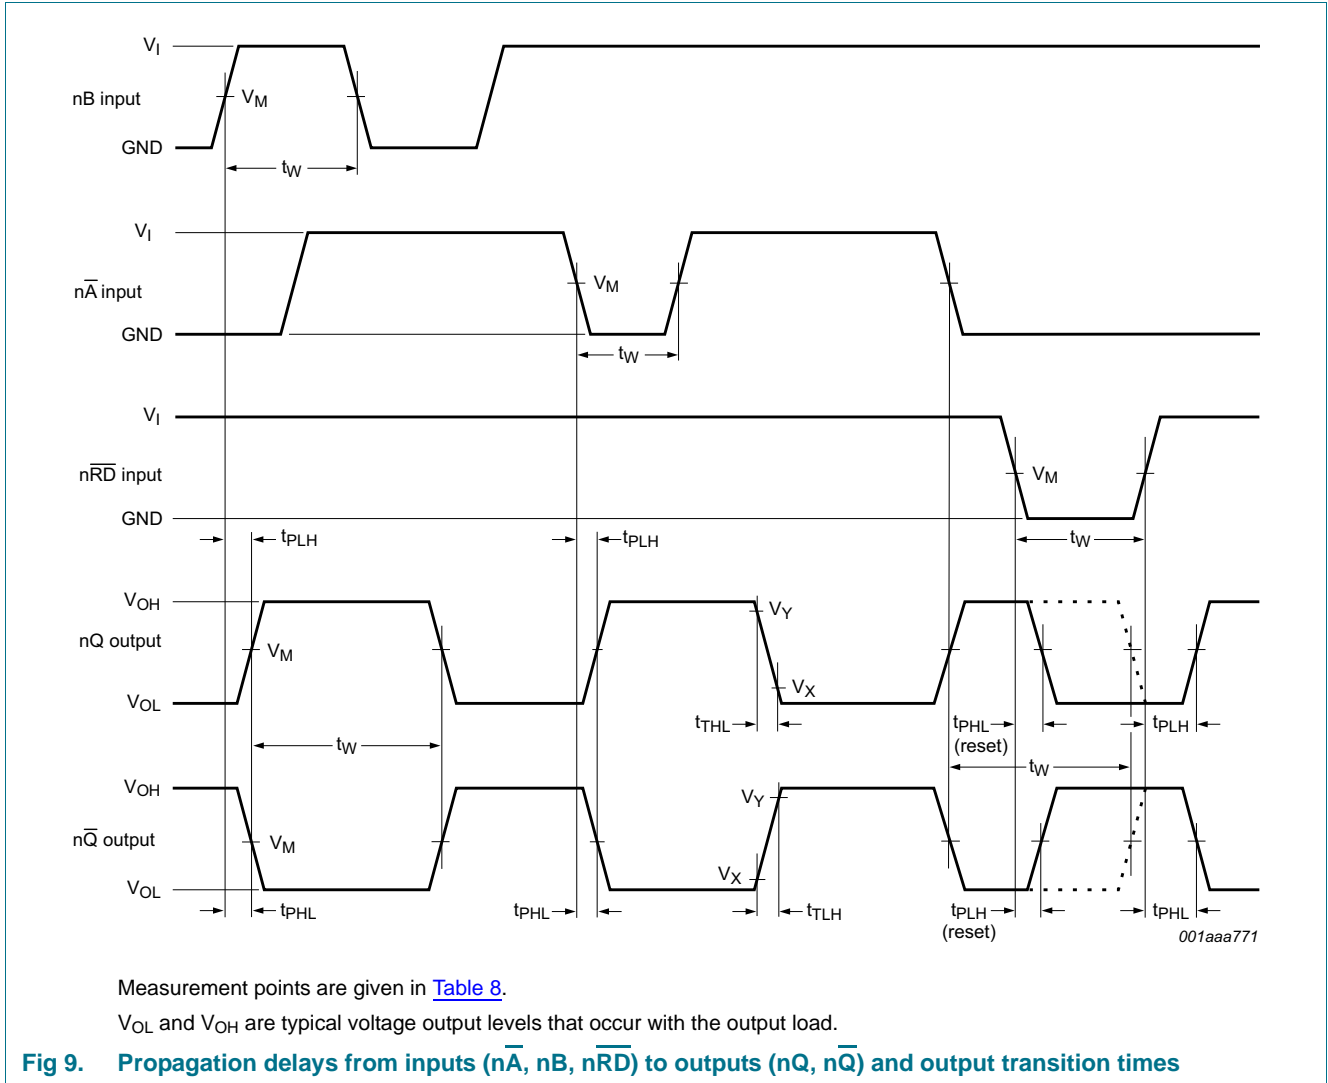 VI
nB input
VM
GND
tW
VI
nA̅ input
VM
GND
tW
VI
nR̅D̅ input
VM
GND
tPLH
tPLH
tW
VOH
nQ output
VM
VY
VX
VOL
tTHL
tPHL
(reset)
tPLH
tW
tW
VOH
nQ̅ output
VM
VY
VX
VOL
tPHL
tPHL
tTLH
tPLH
(reset)
tPHL
001aaa771
Measurement points are given in Table 8.
VOL and VOH are typical voltage output levels that occur with the output load.
Fig 9. Propagation delays from inputs (nA̅, nB, nR̅D̅) to outputs (nQ, nQ̅) and output transition times